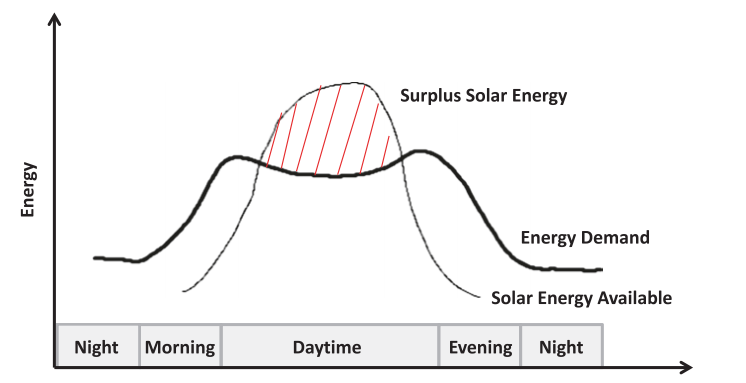 Surplus Solar Energy
Energy
Energy Demand
Solar Energy Available
Night
Morning
Daytime
Evening
Night